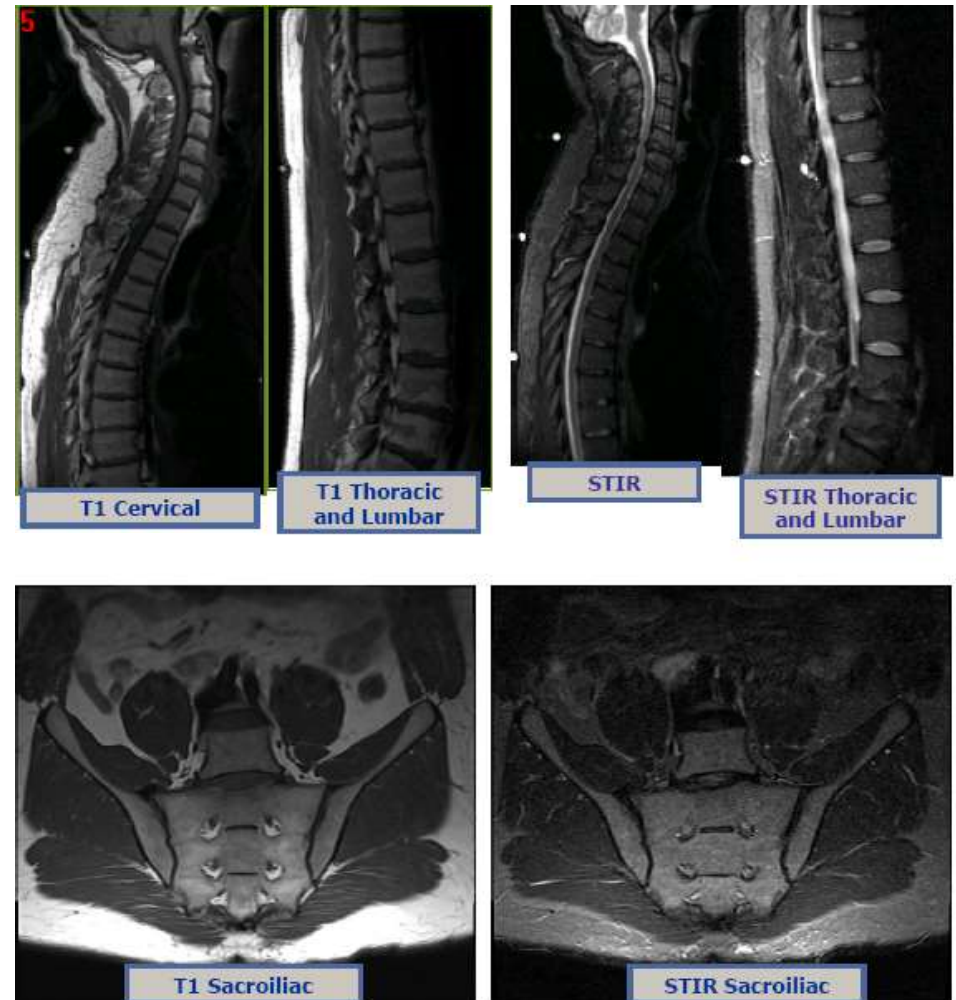 5
T1 Cervical
T1 Thoracic
and Lumbar
STIR
STIR Thoracic
and Lumbar
T1 Sacroiliac
STIR Sacroiliac